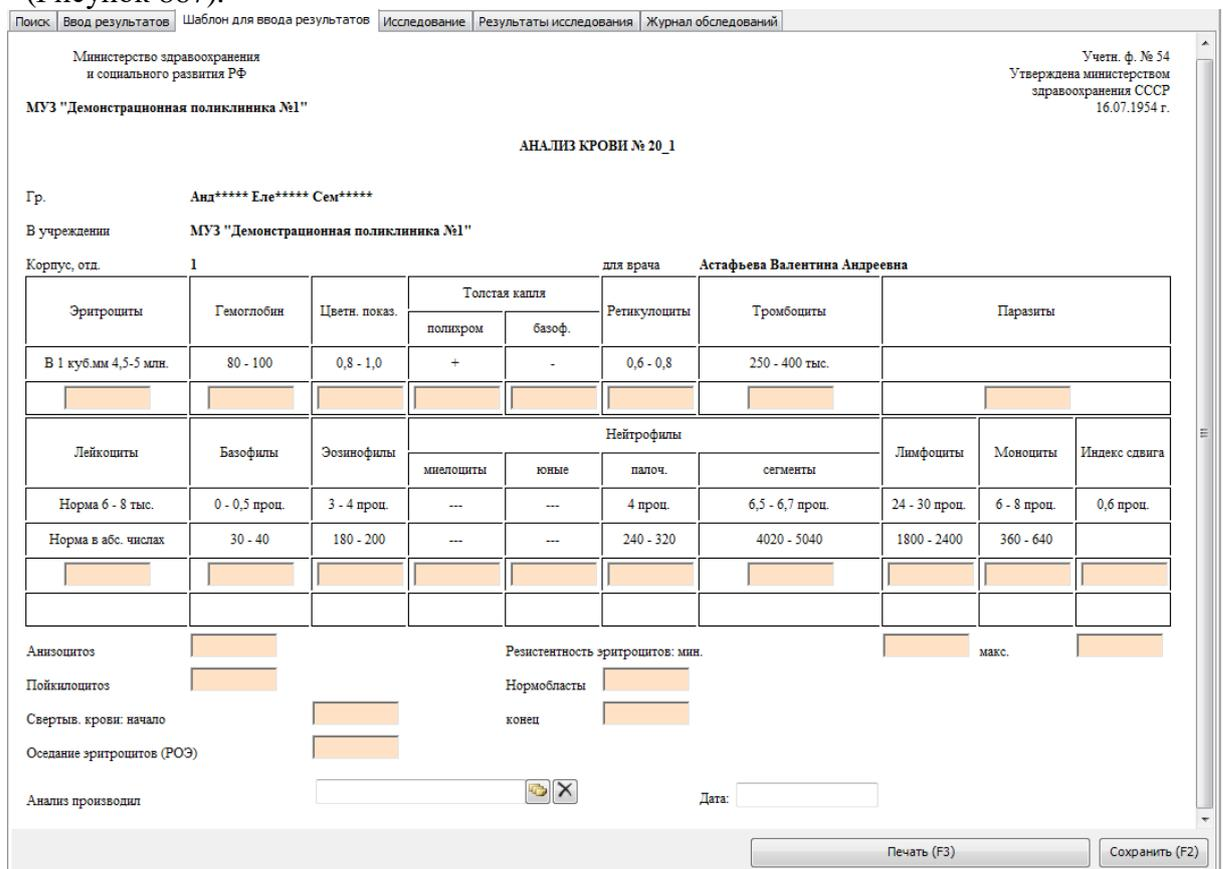 Поиск Ввод результатов Шаблон для ввода результатов Исследование Результаты исследования Журнал обследований
Министерство здравоохранения
и социального развития РФ
Учетн. ф. № 54
Утверждена министерством
здравоохранения СССР
16.07.1954 г.
МУЗ "Демонстрационная поликлиника №1"
АНАЛИЗ КРОВИ № 20_1
Гр. Анд***** Еле***** Сем*****
В учреждении МУЗ "Демонстрационная поликлиника №1"
Корпус, отд. 1 для врача Астафьева Валентина Андреевна
Эритроциты Гемоглобин Цветн. показ. Толстая капля Ретикулоциты Тромбоциты Паразиты
полихром базоф.
В 1 куб.мм 4,5-5 млн. 80 - 100 0,8 - 1,0 + - 0,6 - 0,8 250 - 400 тыс.
Лейкоциты Базофилы Эозинофилы Нейтрофилы Лимфоциты Моноциты Индекс сдвига
миелоциты юные палоч. сегменты
Норма 6 - 8 тыс. 0 - 0,5 проц. 3 - 4 проц. --- --- 4 проц. 6,5 - 6,7 проц. 24 - 30 проц. 6 - 8 проц. 0,6 проц.
Норма в абс. числах 30 - 40 180 - 200 --- --- 240 - 320 4020 - 5040 1800 - 2400 360 - 640
Анизоцитоз Резистентность эритроцитов: мин. макс.
Пойкилоцитоз Нормобласты
Свертыв. крови: начало конец
Оседание эритроцитов (РОЭ)
Анализ производил Дата:
Печать (F3) Сохранить (F2)